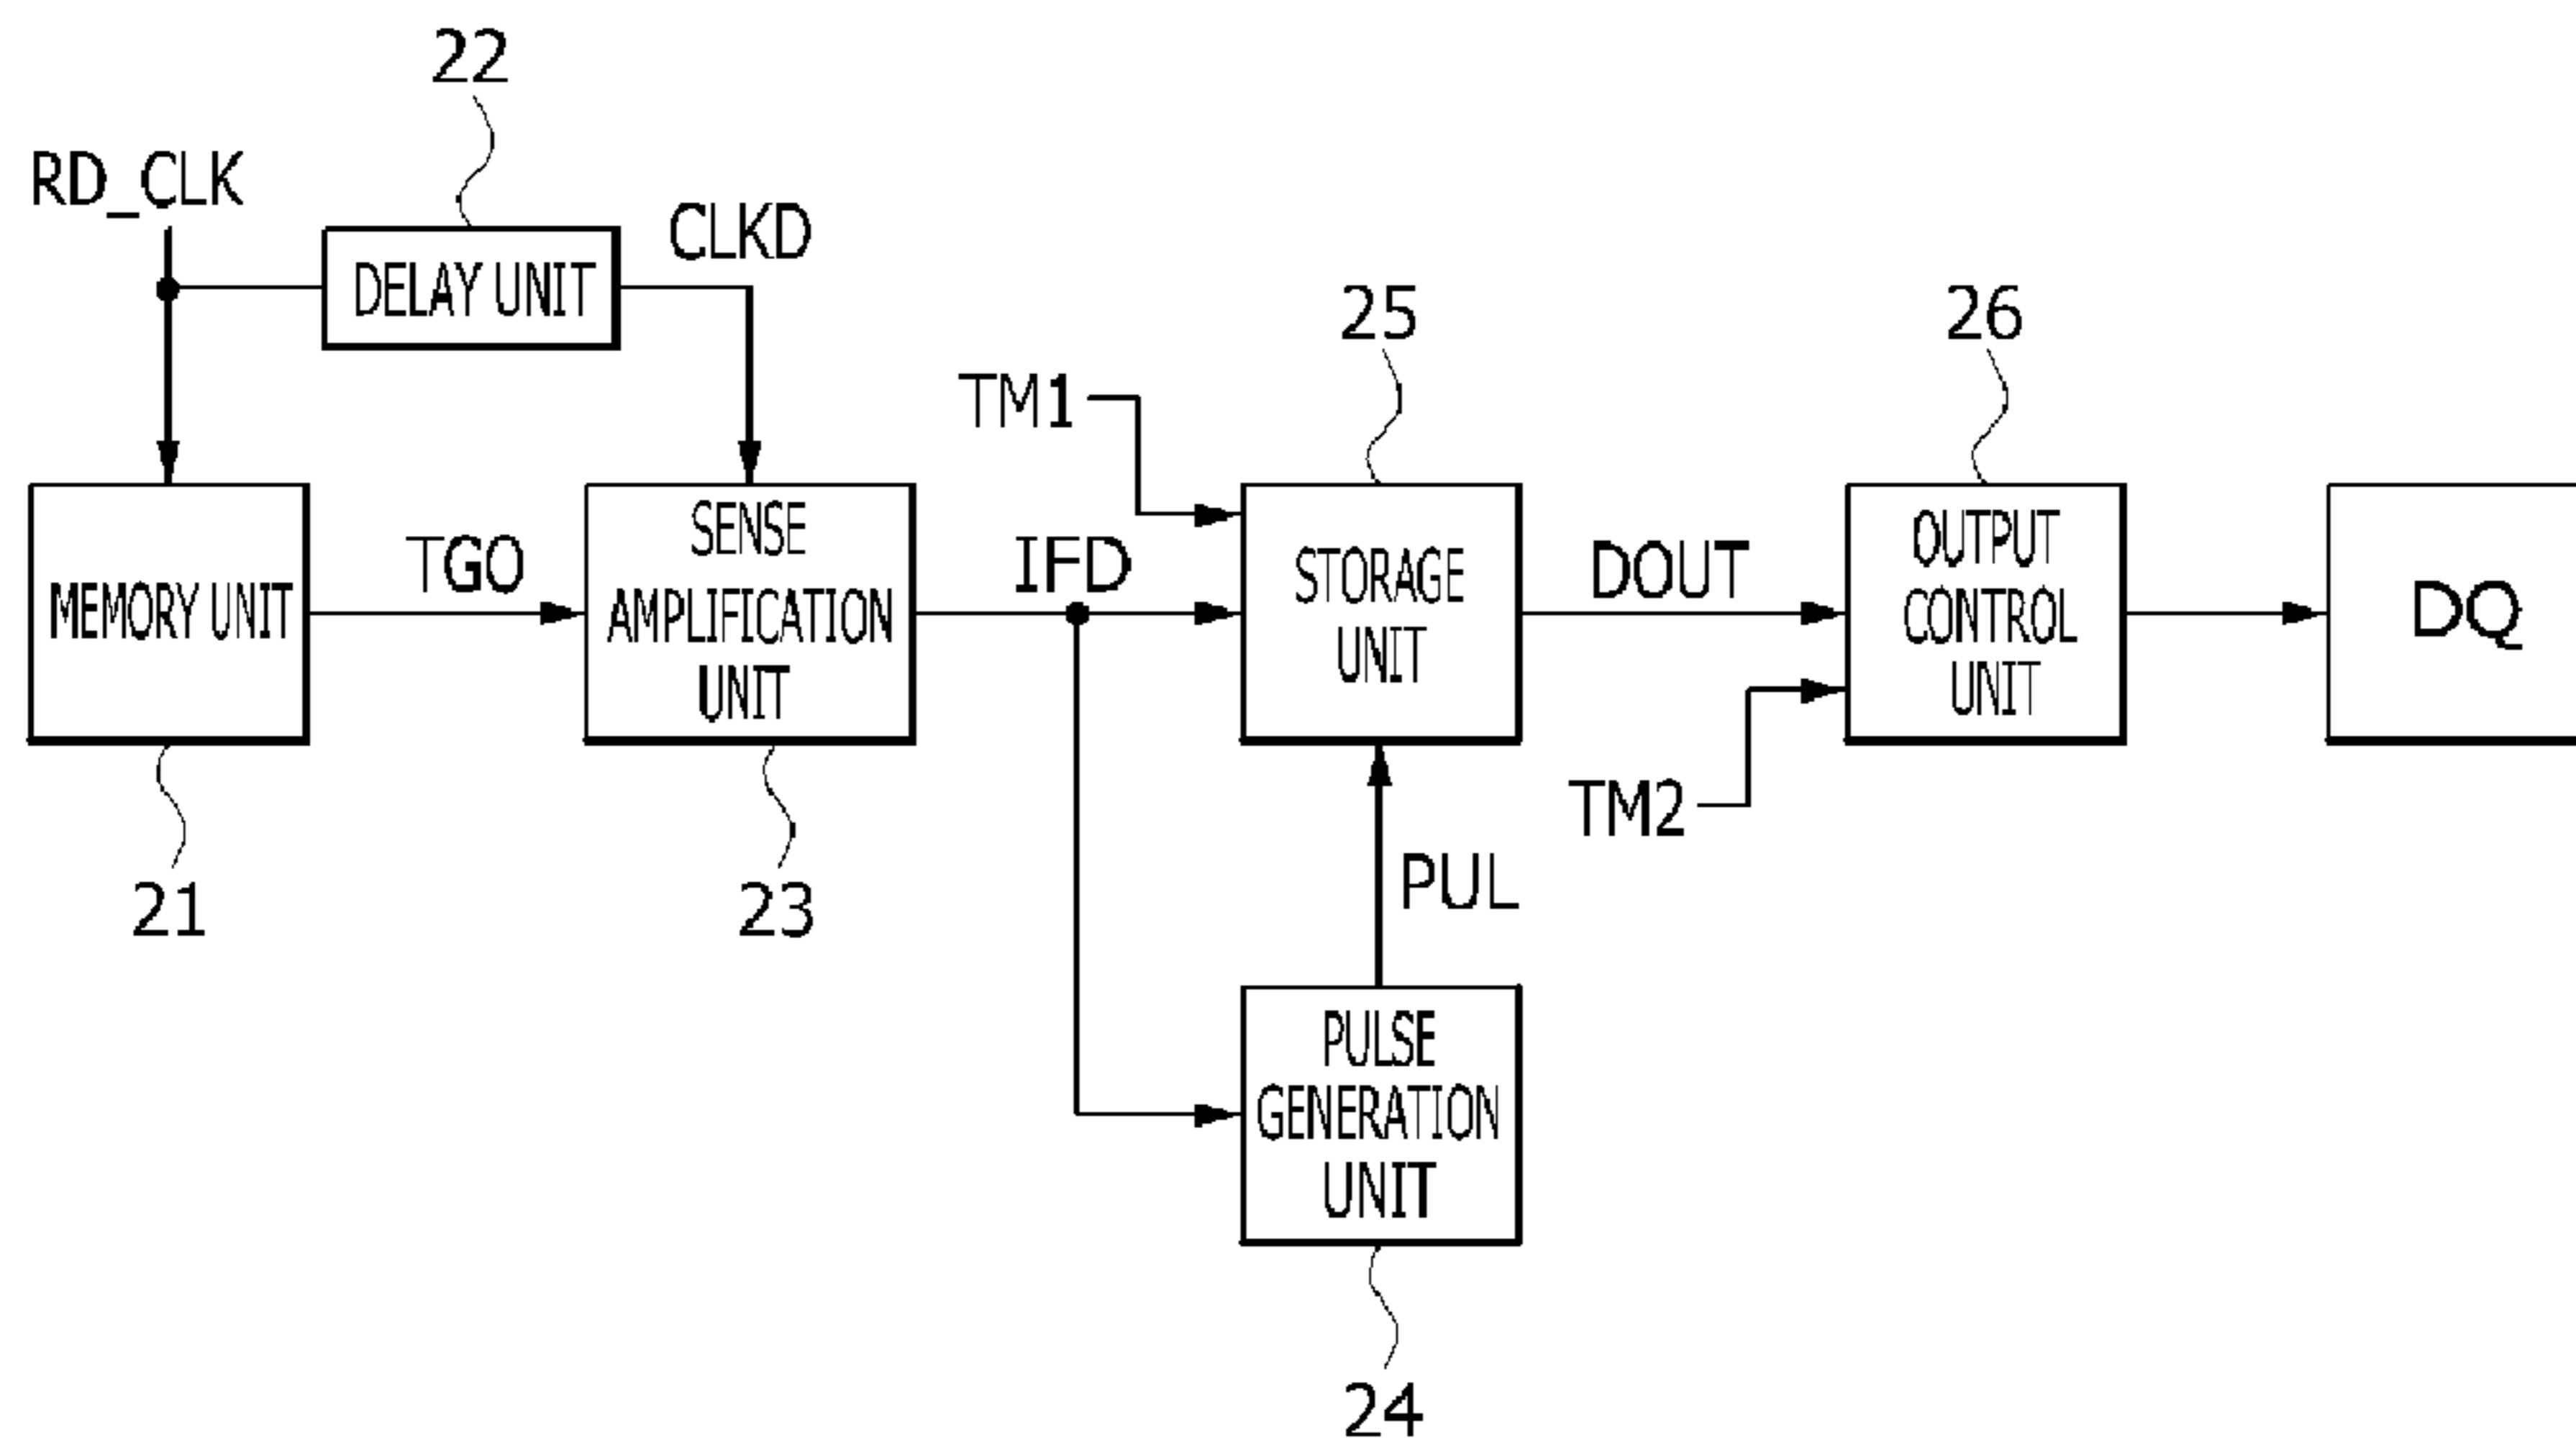 22
RD_CLK
CLKD
DELAY UNIT
25
26
TM1
MEMORY UNIT
TGO
SENSE
AMPLIFICATION
UNIT
IFD
STORAGE
UNIT
DOUT
OUTPUT
CONTROL
UNIT
DQ
TM2
21
23
PUL
PULSE
GENERATION
UNIT
24